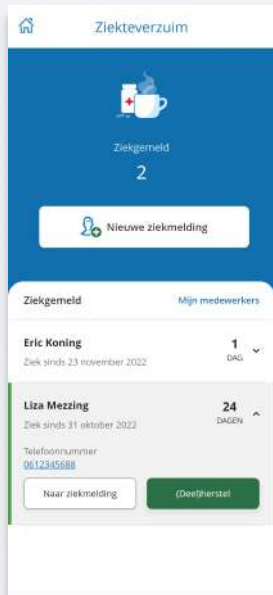 Ziekteverzuim
Ziekgemeld
2
Nieuwe ziekmelding
Ziekgemeld Mijn medewerkers
Eric Koning 1
Ziek sinds 23 november 2022 DAG
Liza Mezzing 24
Ziek sinds 31 oktober 2022 DAGEN
Telefoonnummer
0612345688
Naar ziekmelding (Deel)herstel